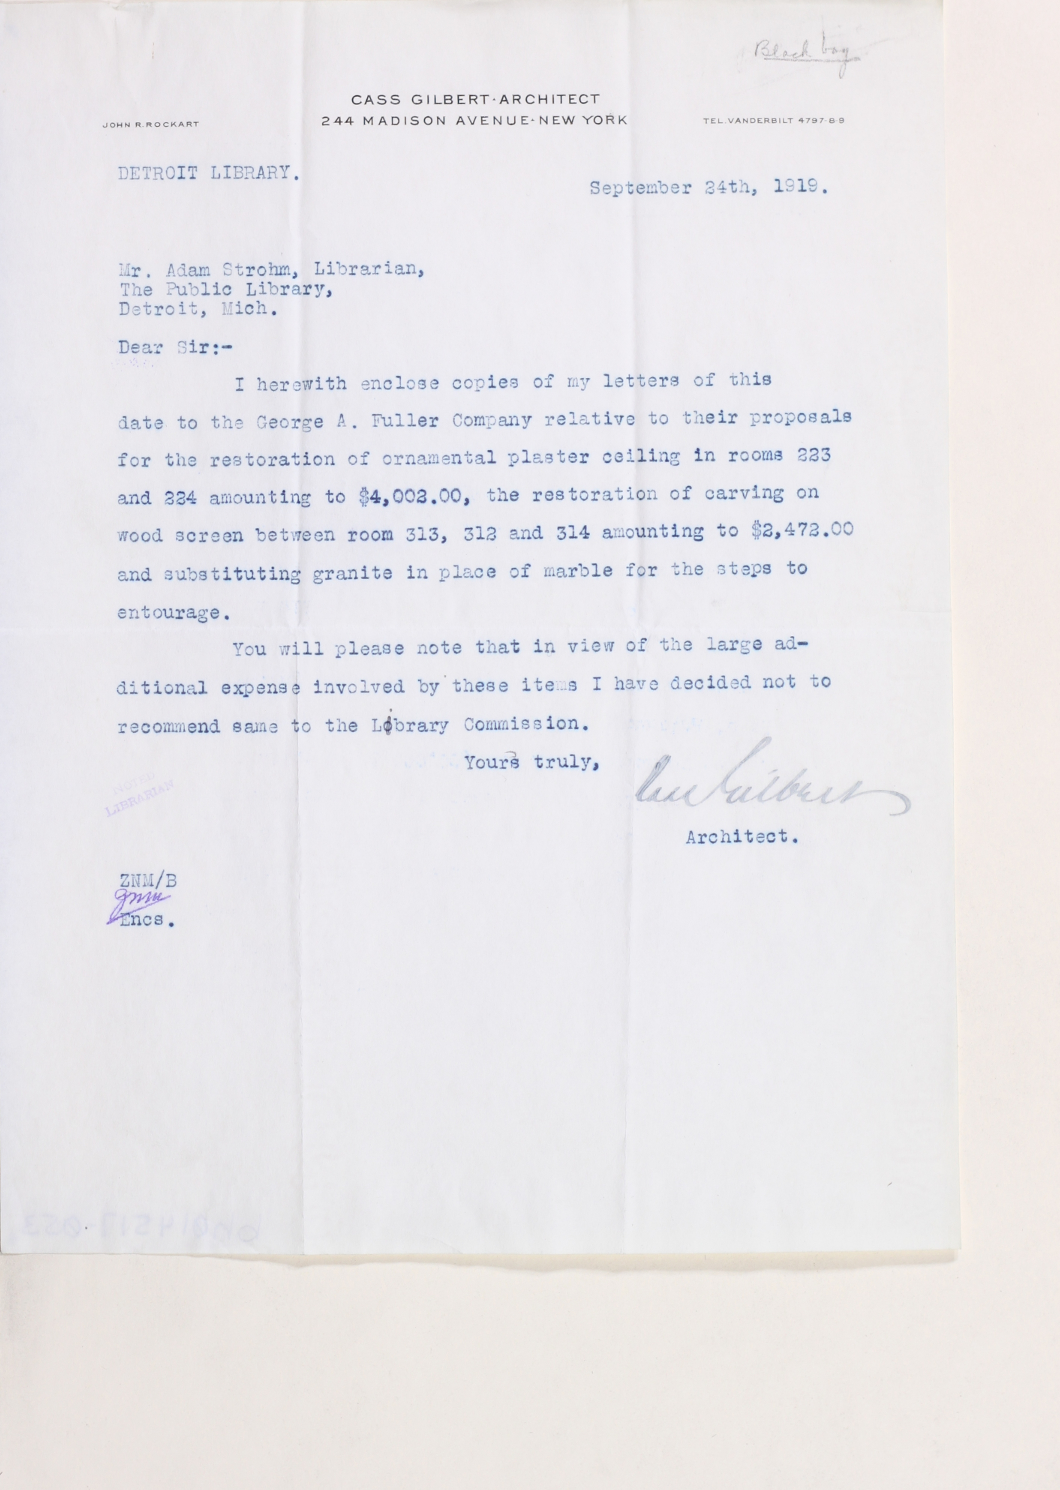 Black bag
CASS GILBERT·ARCHITECT
244 MADISON AVENUE·NEW YORK
JOHN R. ROCKART
TEL. VANDERBILT 4797-8-9
DETROIT LIBRARY.
September 24th, 1919.
Mr. Adam Strohm, Librarian,
The Public Library,
Detroit, Mich.
Dear Sir:-
I herewith enclose copies of my letters of this
date to the George A. Fuller Company relative to their proposals
for the restoration of ornamental plaster ceiling in rooms 223
and 224 amounting to $4,002.00, the restoration of carving on
wood screen between room 313, 312 and 314 amounting to $2,472.00
and substituting granite in place of marble for the steps to
entourage.
You will please note that in view of the large ad-
ditional expense involved by these items I have decided not to
recommend same to the Library Commission.
Yours truly,
Cass Gilbert
Architect.
LIBRARIAN
ZNM/B
znm
Encs.